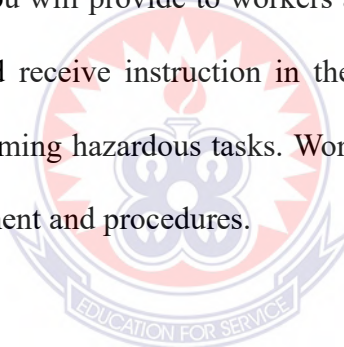 ou will provide to workers
receive instruction in the
ming hazardous tasks. Wor
ent and procedures.
EDUCATION FOR SERVICE